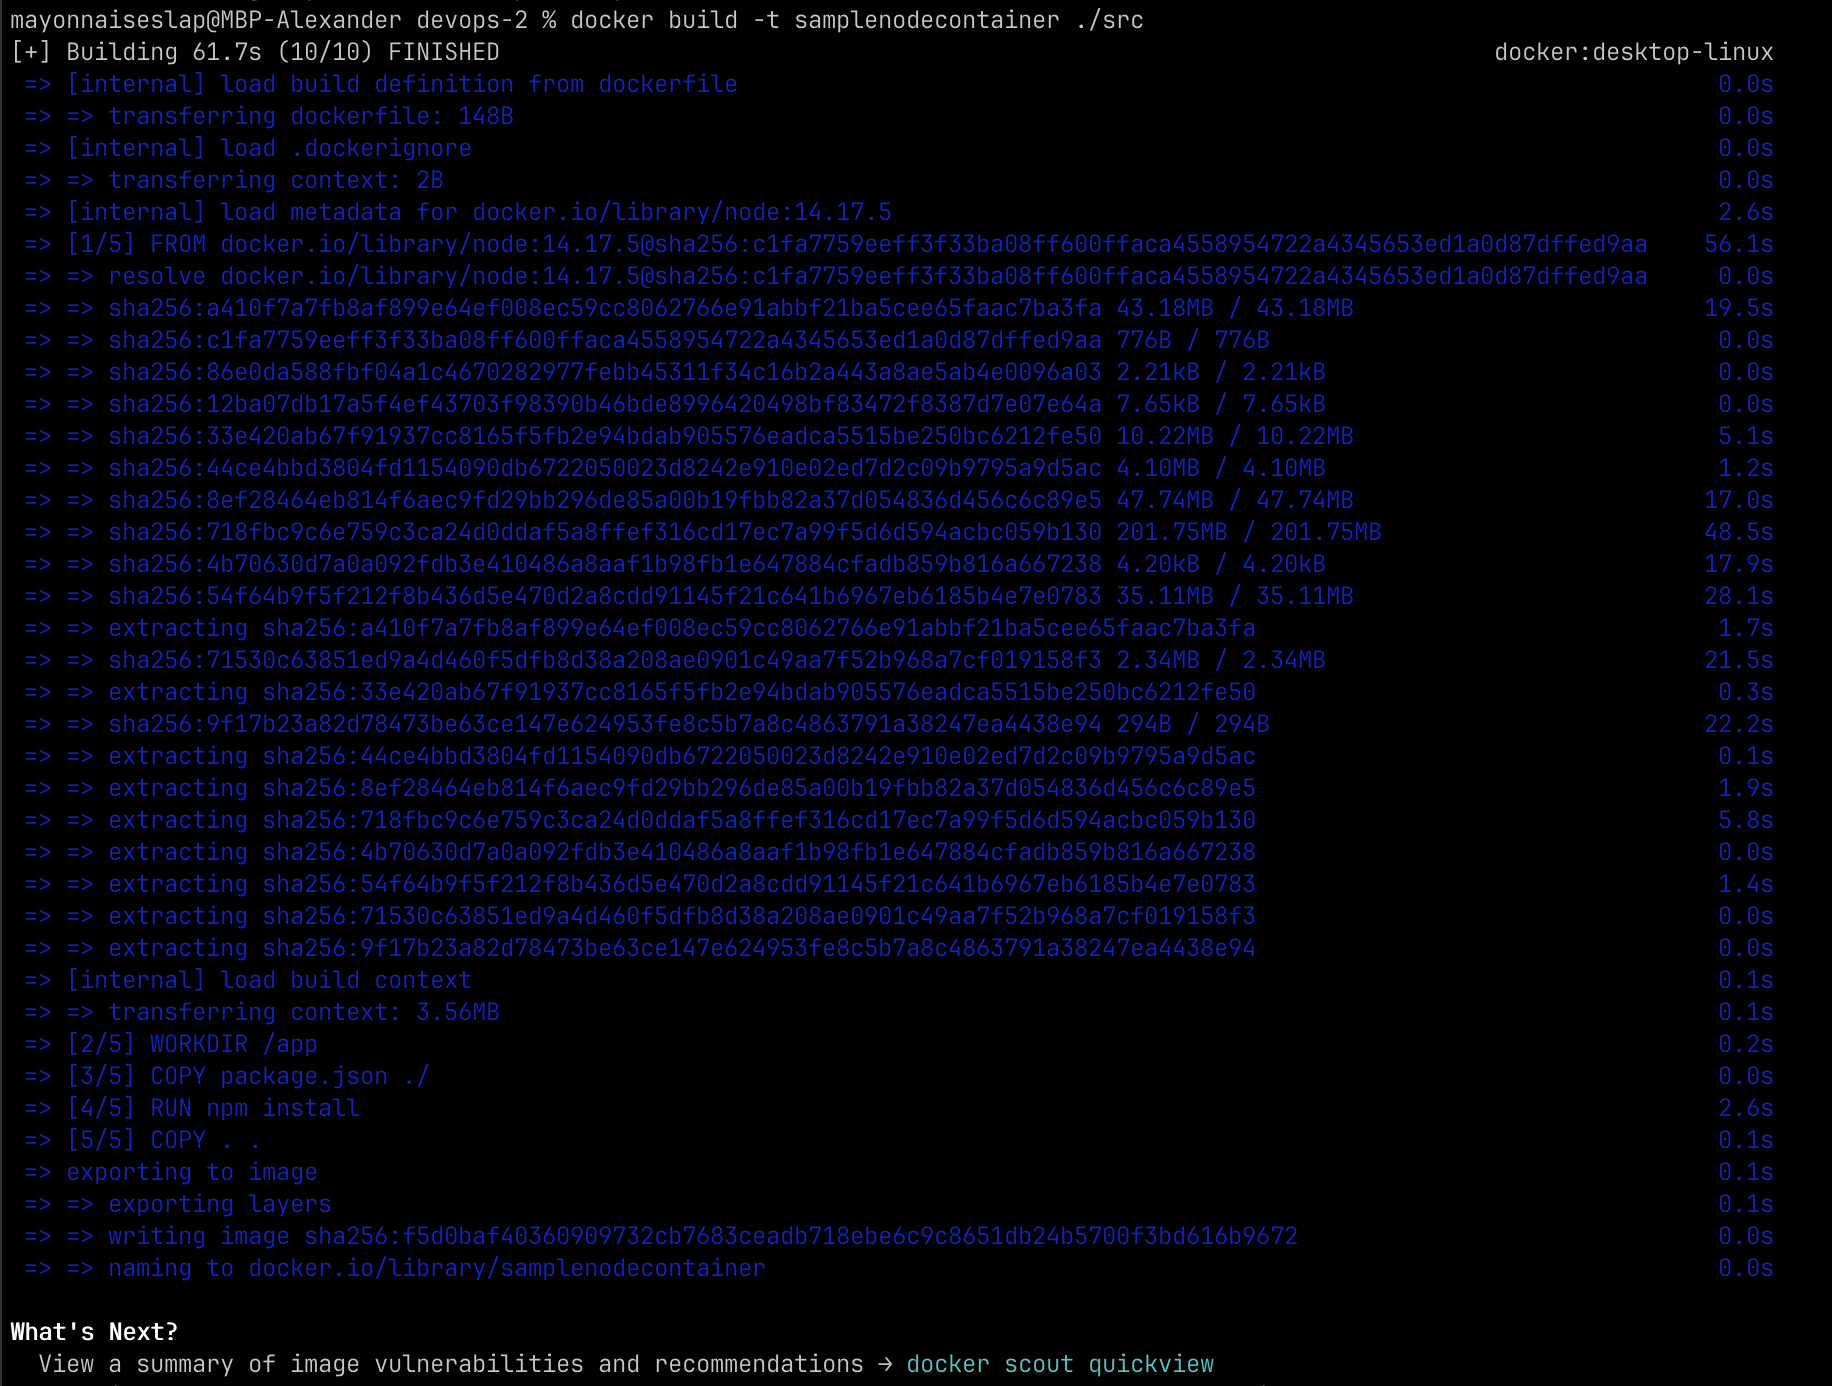 mayonnaiseslap@MBP-Alexander devops-2 % docker build -t samplenodecontainer ./src
[+] Building 61.7s (10/10) FINISHED docker:desktop-linux
=> [internal] load build definition from dockerfile 0.0s
=> => transferring dockerfile: 148B 0.0s
=> [internal] load .dockerignore 0.0s
=> => transferring context: 2B 0.0s
=> [internal] load metadata for docker.io/library/node:14.17.5 2.6s
=> [1/5] FROM docker.io/library/node:14.17.5@sha256:c1fa7759eeff3f33ba08ff600ffaca4558954722a4345653ed1a0d87dffed9aa 56.1s
=> => resolve docker.io/library/node:14.17.5@sha256:c1fa7759eeff3f33ba08ff600ffaca4558954722a4345653ed1a0d87dffed9aa 0.0s
=> => sha256:a410f7a7fb8af899e64ef008ec59cc8062766e91abbf21ba5cee65faac7ba3fa 43.18MB / 43.18MB 19.5s
=> => sha256:c1fa7759eeff3f33ba08ff600ffaca4558954722a4345653ed1a0d87dffed9aa 776B / 776B 0.0s
=> => sha256:86e0da588fbf04a1c4670282977febb45311f34c16b2a443a8ae5ab4e0096a03 2.21kB / 2.21kB 0.0s
=> => sha256:12ba07db17a5f4ef43703f98390b46bde8996420498bf83472f8387d7e07e64a 7.65kB / 7.65kB 0.0s
=> => sha256:33e420ab67f91937cc8165f5fb2e94bdab905576eadca5515be250bc6212fe50 10.22MB / 10.22MB 5.1s
=> => sha256:44ce4bbd3804fd1154090db6722050023d8242e910e02ed7d2c09b9795a9d5ac 4.10MB / 4.10MB 1.2s
=> => sha256:8ef28464eb814f6aec9fd29bb296de85a00b19fbb82a37d054836d456c6c89e5 47.74MB / 47.74MB 17.0s
=> => sha256:718fbc9c6e759c3ca24d0ddaf5a8ffef316cd17ec7a99f5d6d594acbc059b130 201.75MB / 201.75MB 48.5s
=> => sha256:4b70630d7a0a092fdb3e410486a8aaf1b98fb1e647884cfadb859b816a667238 4.20kB / 4.20kB 17.9s
=> => sha256:54f64b9f5f212f8b436d5e470d2a8cdd91145f21c641b6967eb6185b4e7e0783 35.11MB / 35.11MB 28.1s
=> => extracting sha256:a410f7a7fb8af899e64ef008ec59cc8062766e91abbf21ba5cee65faac7ba3fa 1.7s
=> => sha256:71530c63851ed9a4d460f5dfb8d38a208ae0901c49aa7f52b968a7cf019158f3 2.34MB / 2.34MB 21.5s
=> => extracting sha256:33e420ab67f91937cc8165f5fb2e94bdab905576eadca5515be250bc6212fe50 0.3s
=> => sha256:9f17b23a82d78473be63ce147e624953fe8c5b7a8c4863791a38247ea4438e94 294B / 294B 22.2s
=> => extracting sha256:44ce4bbd3804fd1154090db6722050023d8242e910e02ed7d2c09b9795a9d5ac 0.1s
=> => extracting sha256:8ef28464eb814f6aec9fd29bb296de85a00b19fbb82a37d054836d456c6c89e5 1.9s
=> => extracting sha256:718fbc9c6e759c3ca24d0ddaf5a8ffef316cd17ec7a99f5d6d594acbc059b130 5.8s
=> => extracting sha256:4b70630d7a0a092fdb3e410486a8aaf1b98fb1e647884cfadb859b816a667238 0.0s
=> => extracting sha256:54f64b9f5f212f8b436d5e470d2a8cdd91145f21c641b6967eb6185b4e7e0783 1.4s
=> => extracting sha256:71530c63851ed9a4d460f5dfb8d38a208ae0901c49aa7f52b968a7cf019158f3 0.0s
=> => extracting sha256:9f17b23a82d78473be63ce147e624953fe8c5b7a8c4863791a38247ea4438e94 0.0s
=> [internal] load build context 0.1s
=> => transferring context: 3.56MB 0.1s
=> [2/5] WORKDIR /app 0.2s
=> [3/5] COPY package.json ./ 0.0s
=> [4/5] RUN npm install 2.6s
=> [5/5] COPY . . 0.1s
=> exporting to image 0.1s
=> => exporting layers 0.1s
=> => writing image sha256:f5d0baf40360909732cb7683ceadb718ebe6c9c8651db24b5700f3bd616b9672 0.0s
=> => naming to docker.io/library/samplenodecontainer 0.0s
What's Next?
View a summary of image vulnerabilities and recommendations → docker scout quickview